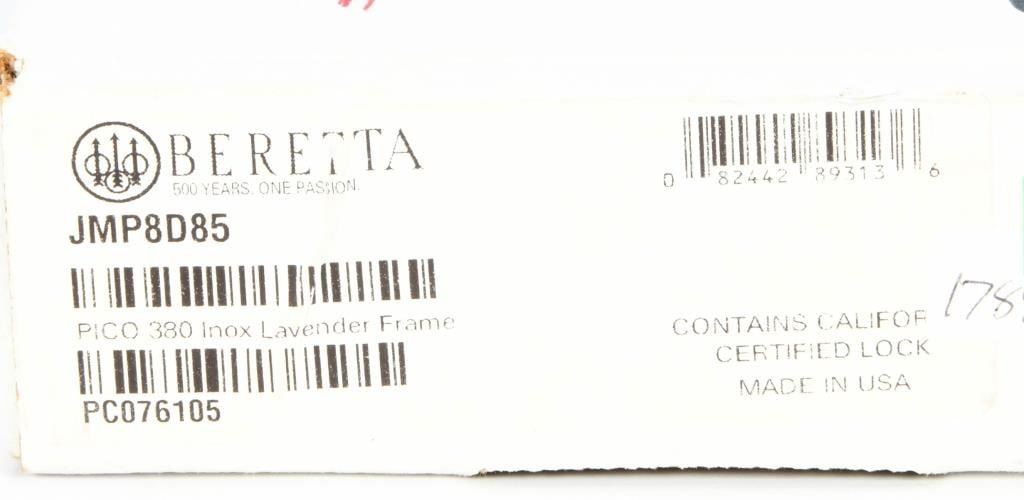 BERETTA
500 YEARS. ONE PASSION.
JMP8D85
PICO 380 Inox Lavender Frame
PC076105
0 82442 89313 6
178
CONTAINS CALIFOR
CERTIFIED LOCK
MADE IN USA